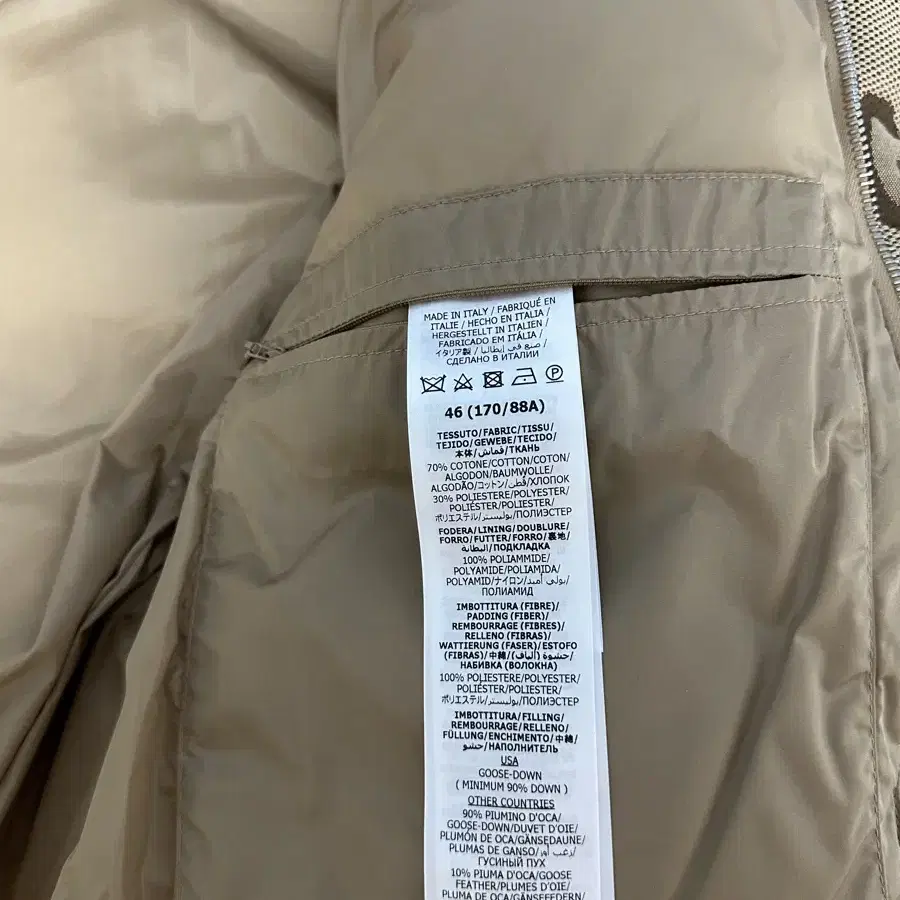 MADE IN ITALY / FABRIQUÉ EN
ITALIE / HECHO EN ITALIA /
HERGESTELLT IN ITALIEN /
FABRICADO EM ITÁLIA /
イタリア製 / صنع في إيطاليا /
СДЕЛАНО В ИТАЛИИ
P
46 (170/88A)
TESSUTO/FABRIC/TISSU/
TEJIDO/GEWEBE/TECIDO/
本体/قماش/ТКАНЬ
70% COTONE/COTTON/COTON/
ALGODON/BAUMWOLLE/
ALGODÃO/コットン/قطن/ХЛОПОК
30% POLIESTERE/POLYESTER/
POLIÉSTER/POLYESTER/
ポリエステル/بوليستر/ПОЛИЭСТЕР
FODERA/LINING/DOUBLURE/
FORRO/FUTTER/FORRO/裏地/
البطانة/ПОДКЛАДКА
100% POLIAMMIDE/
POLYAMIDE/POLIAMIDA/
POLYAMID/ナイロン/بولي أميد/
ПОЛИАМИД
IMBOTTITURA (FIBRE)/
PADDING (FIBER)/
REMBOURRAGE (FIBRES)/
RELLENO (FIBRAS)/
WATTIERUNG (FASER)/ESTOFO
(FIBRAS)/中綿/حشوة (ألياف)/
НАБИВКА (ВОЛОКНА)
100% POLIESTERE/POLYESTER/
POLIÉSTER/POLYESTER/
ポリエステル/بوليستر/ПОЛИЭСТЕР
IMBOTTITURA/FILLING/
REMBOURRAGE/RELLENO/
FÜLLUNG/ENCHIMENTO/中綿/
حشو/НАПОЛНИТЕЛЬ
USA
GOOSE-DOWN
( MINIMUM 90% DOWN )
OTHER COUNTRIES
90% PIUMINO D'OCA/
GOOSE-DOWN/DUVET D'OIE/
PLUMÓN DE OCA/GÄNSEDAUNE/
PLUMAS DE GANSO/زغب أوز/
ГУСИНЫЙ ПУХ
10% PIUMA D'OCA/GOOSE
FEATHER/PLUMES D'OIE/
PLUMA DE OCA/GÄNSEFEDERN/